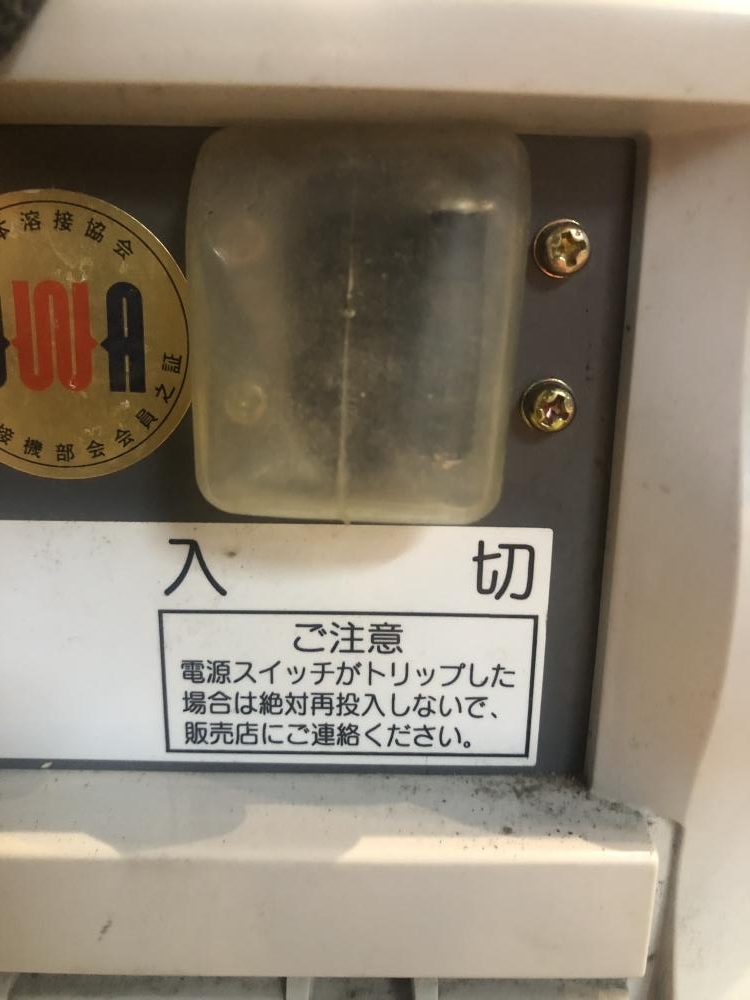 本溶接協会
WA
接機部会会員之証
入 切
ご注意
電源スイッチがトリップした
場合は絶対再投入しないで、
販売店にご連絡ください。